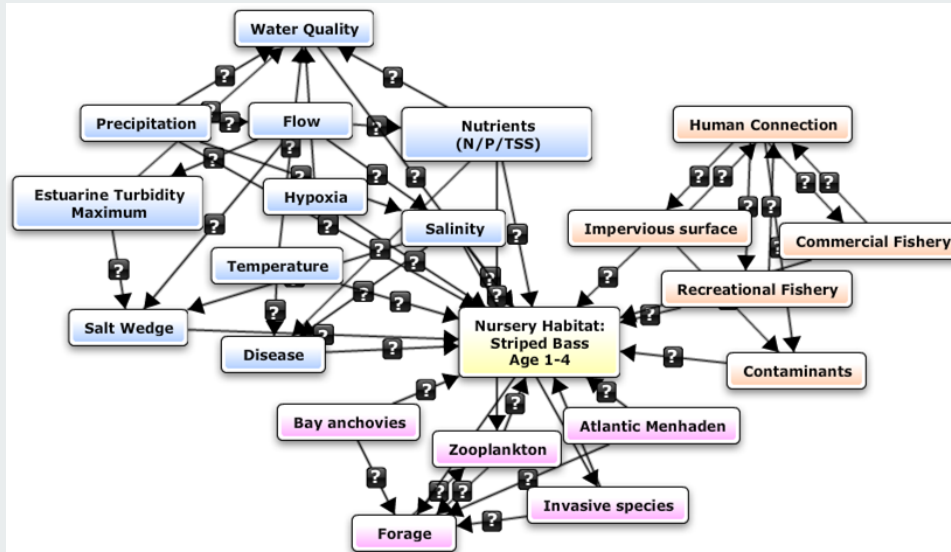 Water Quality
Precipitation
Flow
Nutrients
(N/P/TSS)
Human Connection
Estuarine Turbidity
Maximum
Hypoxia
Salinity
Impervious surface
Commercial Fishery
Temperature
Recreational Fishery
Salt Wedge
Disease
Nursery Habitat:
Striped Bass
Age 1-4
Contaminants
Bay anchovies
Atlantic Menhaden
Zooplankton
Invasive species
Forage